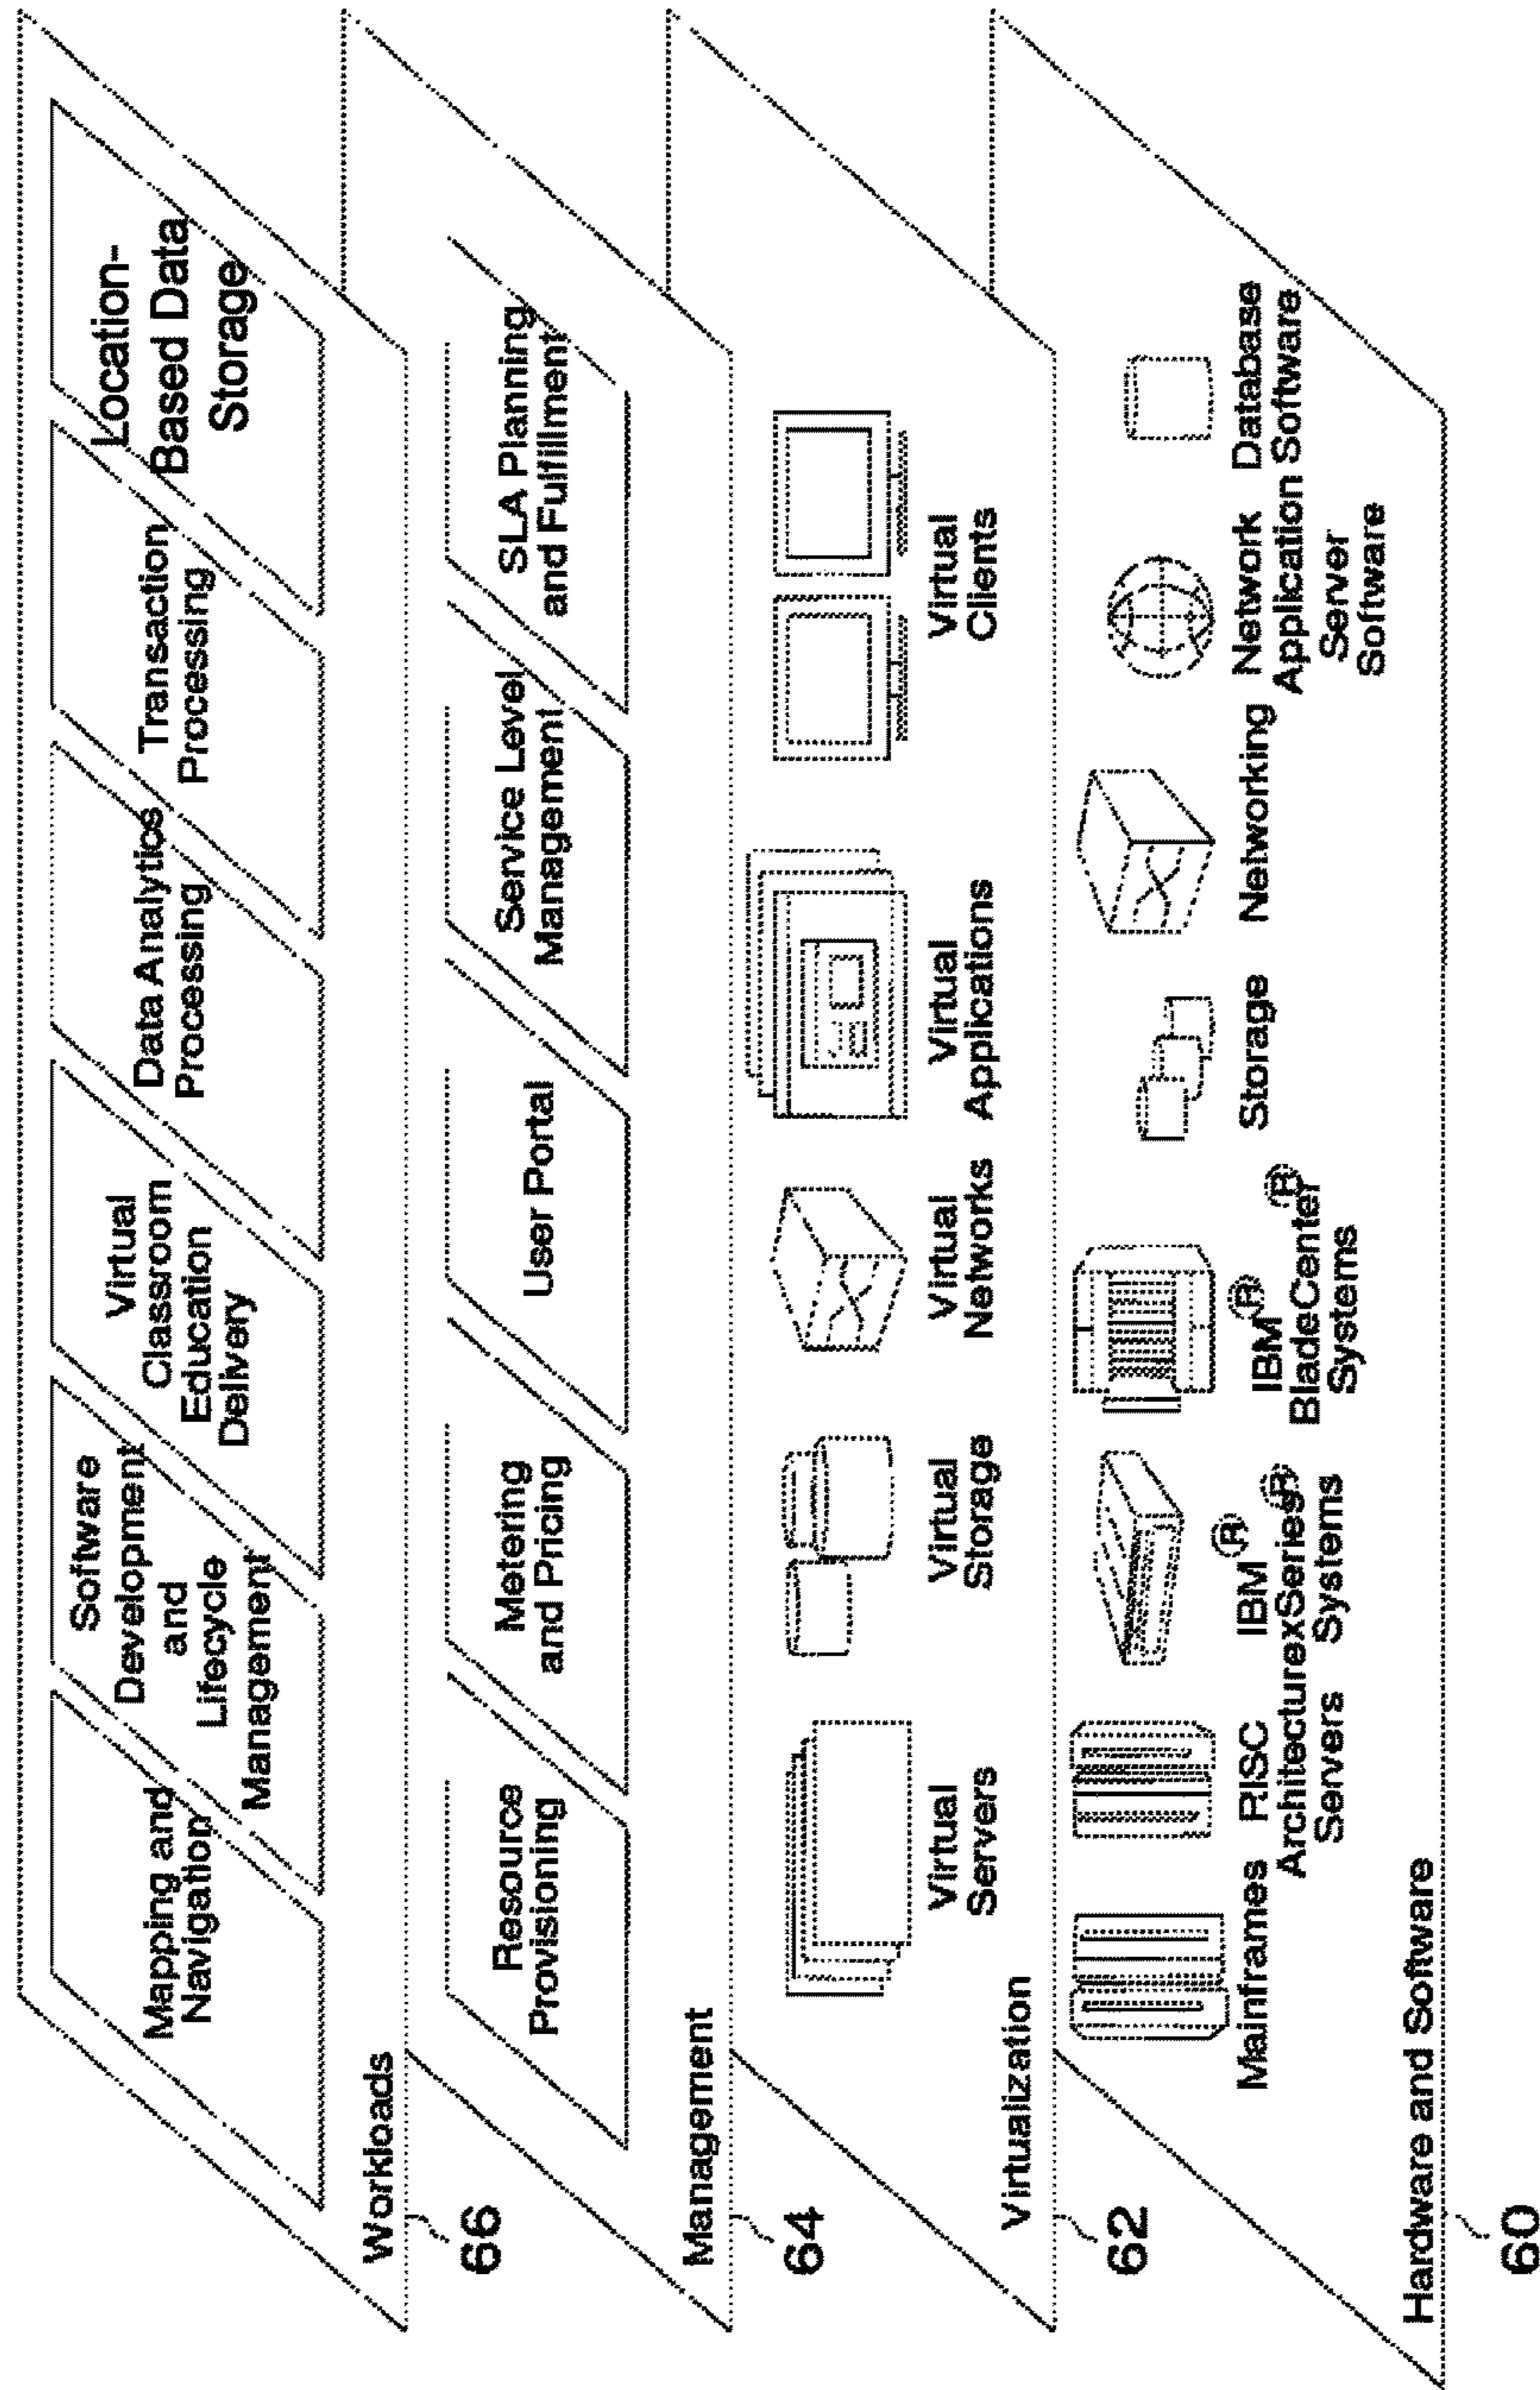 Mapping and
Navigation
Software
Development
and
Lifecycle
Management
Virtual
Classroom
Education
Delivery
Data Analytics
Processing
Transaction
Processing
Location-
Based Data
Storage
Workloads
66
Resource
Provisioning
Metering
and Pricing
User Portal
Service Level
Management
SLA Planning
and Fulfillment
Management
64
Virtual
Servers
Virtual
Storage
Virtual
Networks
Virtual
Applications
Virtual
Clients
Virtualization
62
Mainframes
RISC
Architecture
Servers
IBM®
xSeries®
Systems
IBM®
BladeCenter®
Systems
Storage
Networking
Network
Application
Server
Software
Database
Software
Hardware and Software
60